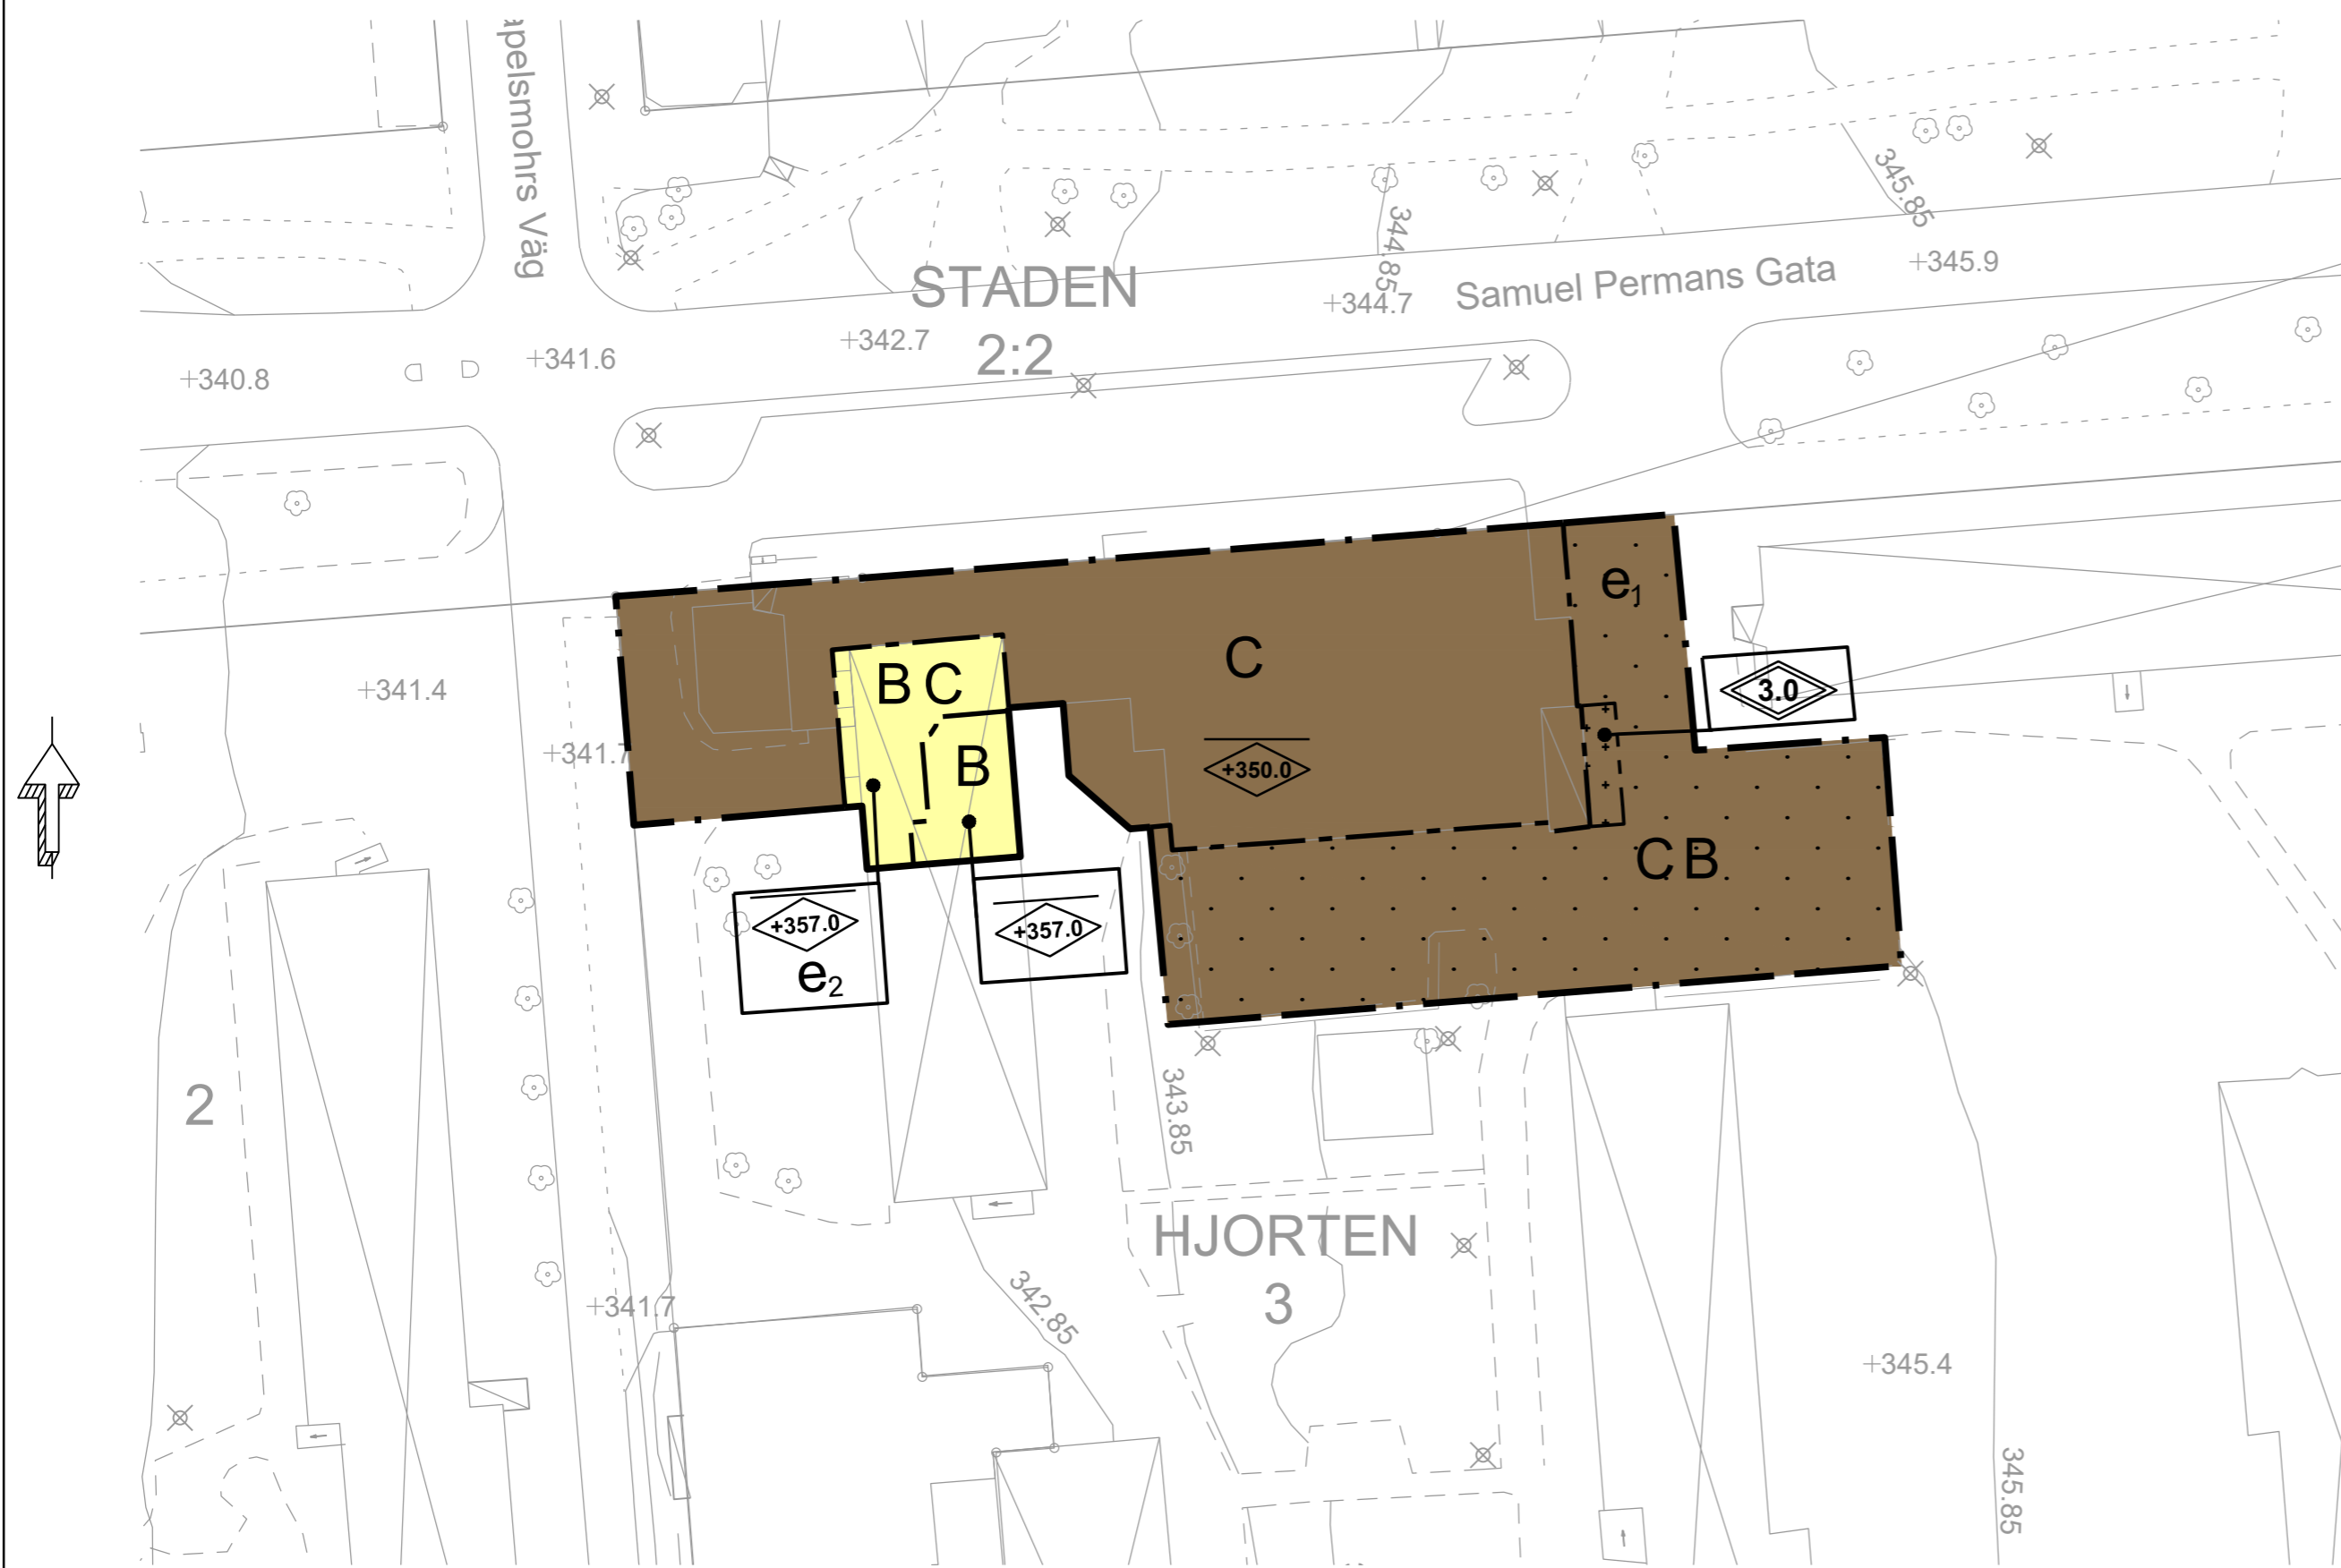 apelsmohrs Väg
345.85
344.85
STADEN
2:2
+345.9
Samuel Permans Gata
+344.7
+342.7
+341.6
+340.8
e1
C
B C
3.0
+341.4
+341.7
B
+350.0
C B
+357.0
e2
+357.0
2
343.85
HJORTEN
3
342.85
+341.7
+345.4
345.85